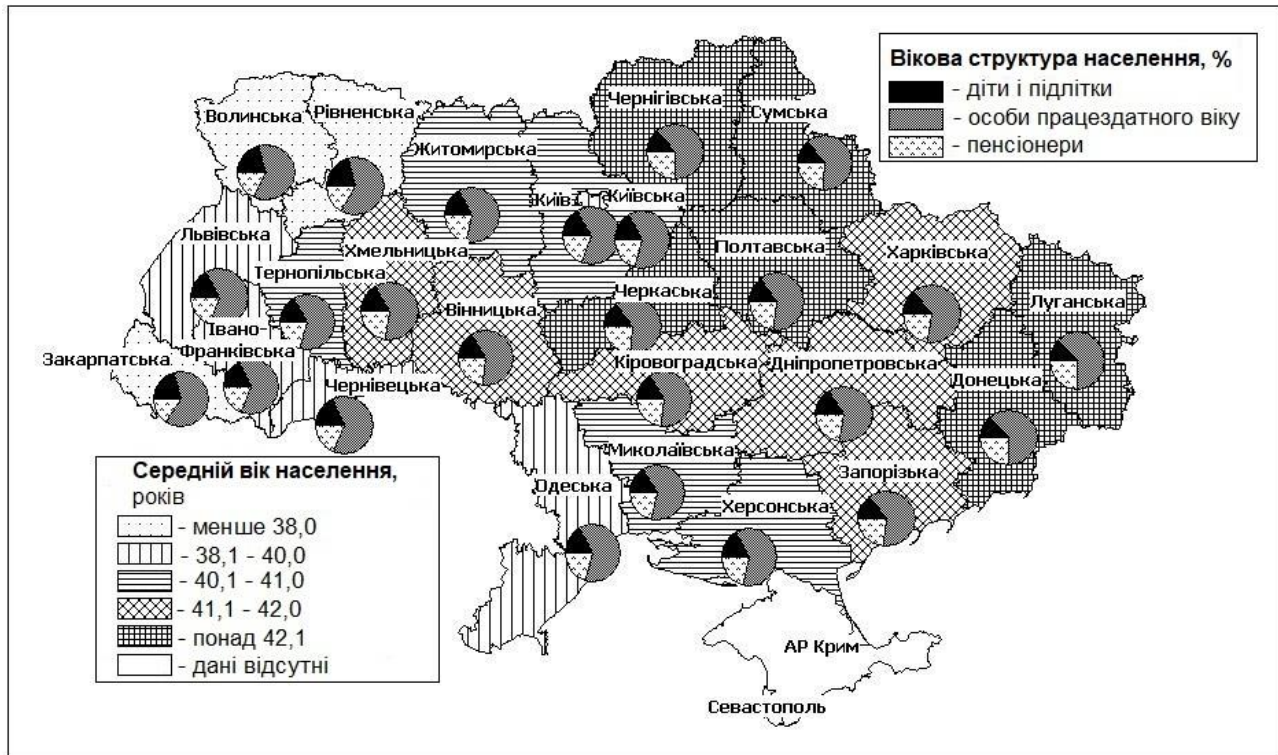 Вікова структура населення, %
- діти і підлітки
- особи працездатного віку
- пенсіонери
Чернігівська
Сумська
Волинська
Рівненська
Житомирська
Київ
Київська
Львівська
Хмельницька
Полтавська
Харківська
Тернопільська
Черкаська
Луганська
Вінницька
Івано-
Франківська
Закарпатська
Кіровоградська
Дніпропетровська
Донецька
Чернівецька
Миколаївська
Запорізька
Одеська
Херсонська
Середній вік населення,
років
- менше 38,0
- 38,1 - 40,0
- 40,1 - 41,0
- 41,1 - 42,0
- понад 42,1
- дані відсутні
АР Крим
Севастополь